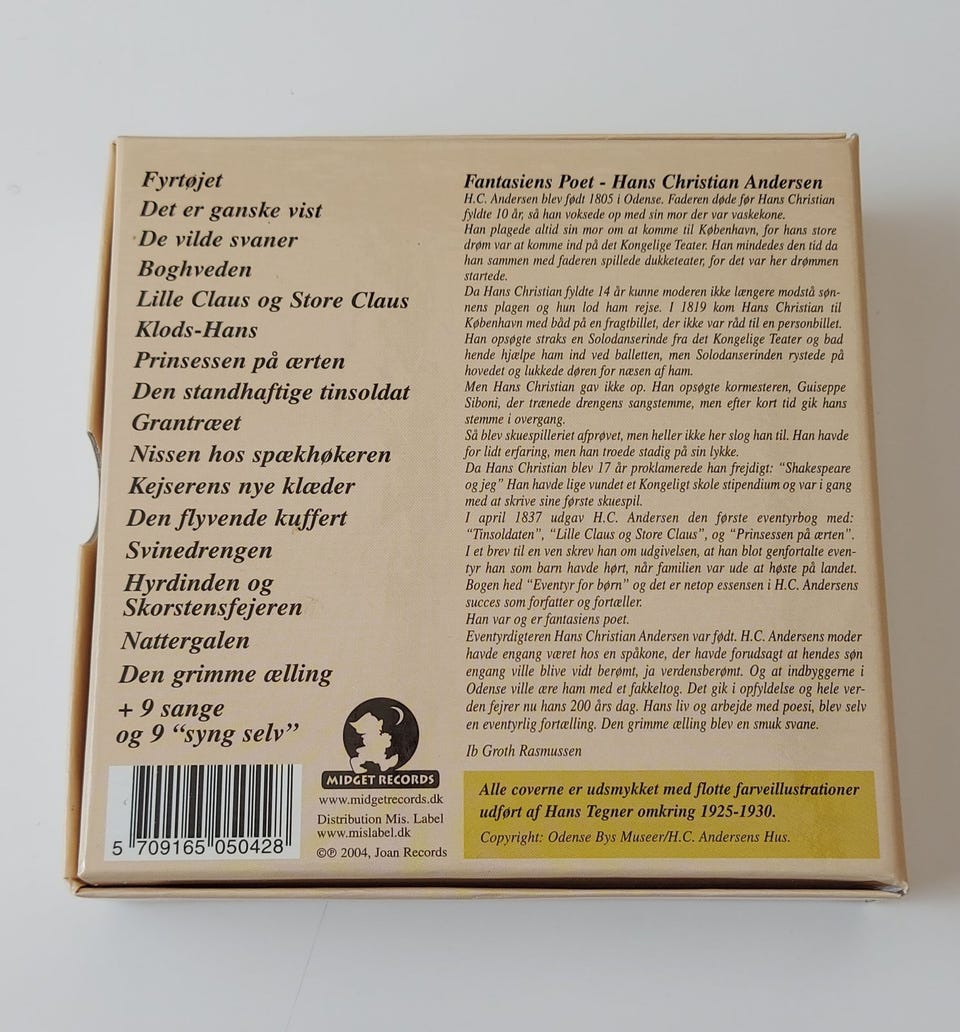 Fyrtøjet
Det er ganske vist
De vilde svaner
Boghveden
Lille Claus og Store Claus
Klods-Hans
Prinsessen på ærten
Den standhaftige tinsoldat
Grantræet
Nissen hos spækhøkeren
Kejserens nye klæder
Den flyvende kuffert
Svinedrengen
Hyrdinden og
Skorstensfejeren
Nattergalen
Den grimme ælling
+ 9 sange
og 9 “syng selv”
5 709165 050428
MIDGET RECORDS
www.midgetrecords.dk
Distribution Mis. Label
www.mislabel.dk
©℗ 2004, Joan Records
Fantasiens Poet - Hans Christian Andersen
H.C. Andersen blev født 1805 i Odense. Faderen døde før Hans Christian
fyldte 10 år, så han voksede op med sin mor der var vaskekone.
Han plagede altid sin mor om at komme til København, for hans store
drøm var at komme ind på det Kongelige Teater. Han mindedes den tid da
han sammen med faderen spillede dukketeater, for det var her drømmen
startede.
Da Hans Christian fyldte 14 år kunne moderen ikke længere modstå søn-
nens plagen og hun lod ham rejse. I 1819 kom Hans Christian til
København med båd på en fragtbillet, der ikke var råd til en personbillet.
Han opsøgte straks en Solodanserinde fra det Kongelige Teater og bad
hende hjælpe ham ind ved balletten, men Solodanserinden rystede på
hovedet og lukkede døren for næsen af ham.
Men Hans Christian gav ikke op. Han opsøgte kormesteren, Guiseppe
Siboni, der trænede drengens sangstemme, men efter kort tid gik hans
stemme i overgang.
Så blev skuespilleriet afprøvet, men heller ikke her slog han til. Han havde
for lidt erfaring, men han troede stadig på sin lykke.
Da Hans Christian blev 17 år proklamerede han frejdigt: “Shakespeare
og jeg” Han havde lige vundet et Kongeligt skole stipendium og var i gang
med at skrive sine første skuespil.
I april 1837 udgav H.C. Andersen den første eventyrbog med:
“Tinsoldaten”, “Lille Claus og Store Claus”, og “Prinsessen på ærten”.
I et brev til en ven skrev han om udgivelsen, at han blot genfortalte even-
tyr han som barn havde hørt, når familien var ude at høste på landet.
Bogen hed “Eventyr for børn” og det er netop essensen i H.C. Andersens
succes som forfatter og fortæller.
Han var og er fantasiens poet.
Eventyrdigteren Hans Christian Andersen var født. H.C. Andersens moder
havde engang været hos en spåkone, der havde forudsagt at hendes søn
engang ville blive vidt berømt, ja verdensberømt. Og at indbyggerne i
Odense ville ære ham med et fakkeltog. Det gik i opfyldelse og hele ver-
den fejrer nu hans 200 års dag. Hans liv og arbejde med poesi, blev selv
en eventyrlig fortælling. Den grimme ælling blev en smuk svane.
Ib Groth Rasmussen
Alle coverne er udsmykket med flotte farveillustrationer
udført af Hans Tegner omkring 1925-1930.
Copyright: Odense Bys Museer/H.C. Andersens Hus.